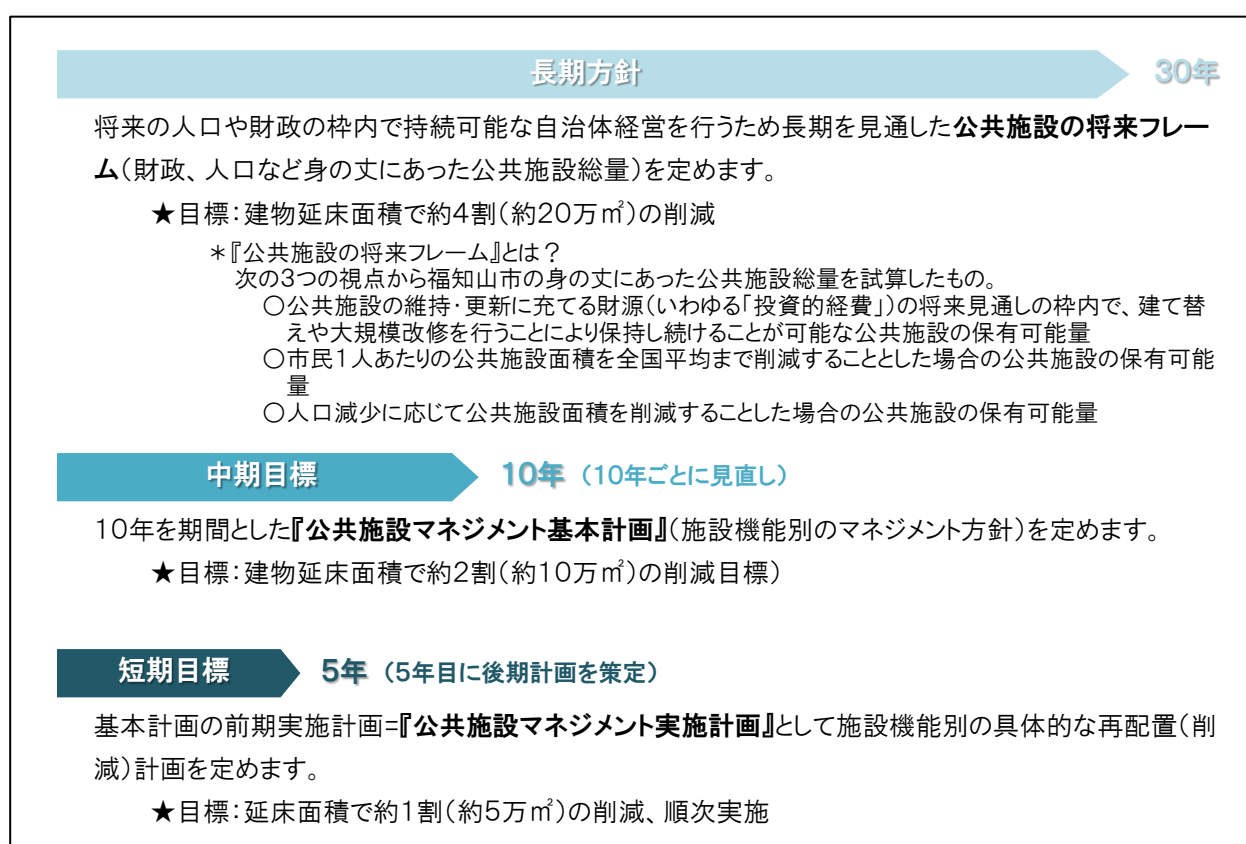 長期方針 30年
将来の人口や財政の枠内で持続可能な自治体経営を行うため長期を見通した公共施設の将来フレー
ム(財政、人口など身の丈にあった公共施設総量)を定めます。
★目標：建物延床面積で約4割(約20万㎡)の削減
＊『公共施設の将来フレーム』とは？
次の3つの視点から福知山市の身の丈にあった公共施設総量を試算したもの。
○公共施設の維持・更新に充てる財源(いわゆる「投資的経費」)の将来見通しの枠内で、建て替
えや大規模改修を行うことにより保持し続けることが可能な公共施設の保有可能量
○市民1人あたりの公共施設面積を全国平均まで削減することとした場合の公共施設の保有可能
量
○人口減少に応じて公共施設面積を削減することした場合の公共施設の保有可能量
中期目標 10年 (10年ごとに見直し)
10年を期間とした『公共施設マネジメント基本計画』(施設機能別のマネジメント方針)を定めます。
★目標：建物延床面積で約2割(約10万㎡)の削減目標)
短期目標 5年 (5年目に後期計画を策定)
基本計画の前期実施計画=『公共施設マネジメント実施計画』として施設機能別の具体的な再配置(削
減)計画を定めます。
★目標：延床面積で約1割(約5万㎡)の削減、順次実施